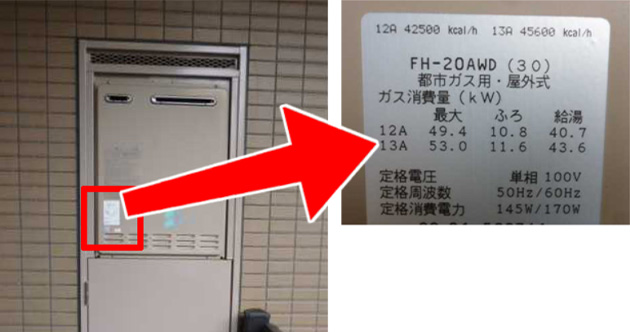 12A 42500 kcal/h 13A 45600 kcal/h
FH-20AWD (30)
都市ガス用・屋外式
ガス消費量(kW)
最大 ふろ 給湯
12A 49.4 10.8 40.7
13A 53.0 11.6 43.6
定格電圧 単相 100V
定格周波数 50Hz/60Hz
定格消費電力 145W/170W